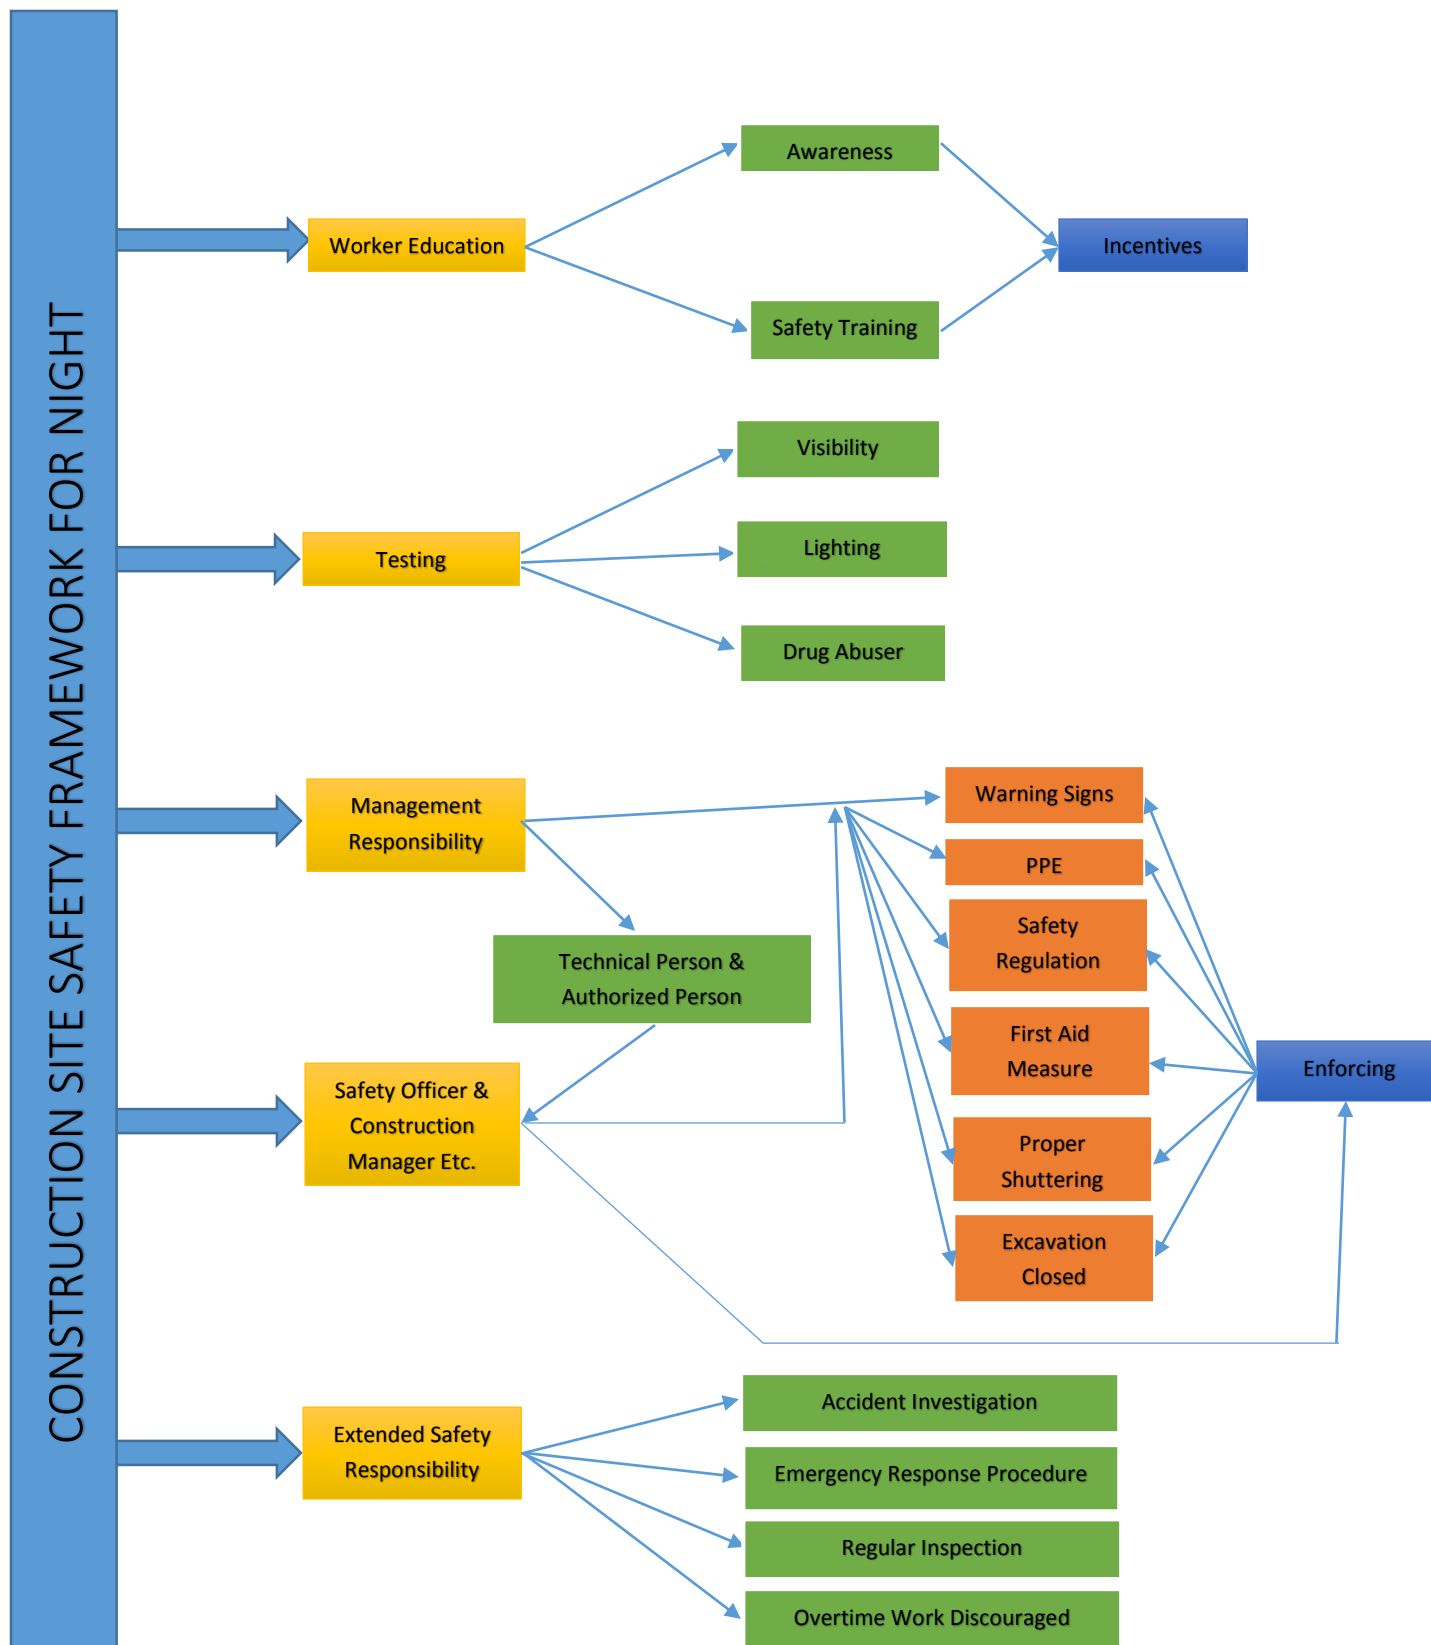 CONSTRUCTION SITE SAFETY FRAMEWORK FOR NIGHT
Worker Education
Awareness
Safety Training
Incentives
Testing
Visibility
Lighting
Drug Abuser
Management
Responsibility
Technical Person &
Authorized Person
Safety Officer &
Construction
Manager Etc.
Warning Signs
PPE
Safety
Regulation
First Aid
Measure
Proper
Shuttering
Excavation
Closed
Enforcing
Extended Safety
Responsibility
Accident Investigation
Emergency Response Procedure
Regular Inspection
Overtime Work Discouraged